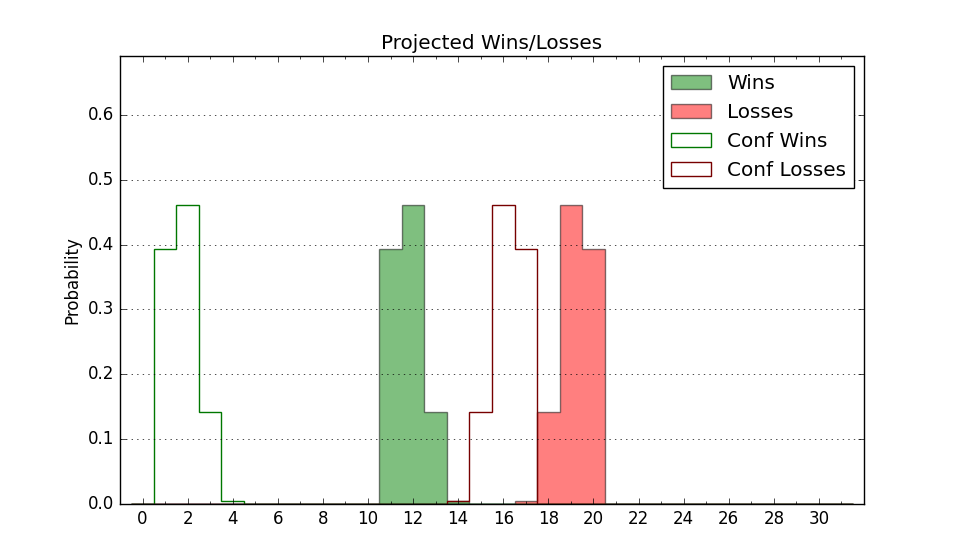 Projected Wins/Losses
Wins
Losses
Conf Wins
Conf Losses
Probability
0.6
0.5
0.4
0.3
0.2
0.1
0.0
0 2 4 6 8 10 12 14 16 18 20 22 24 26 28 30